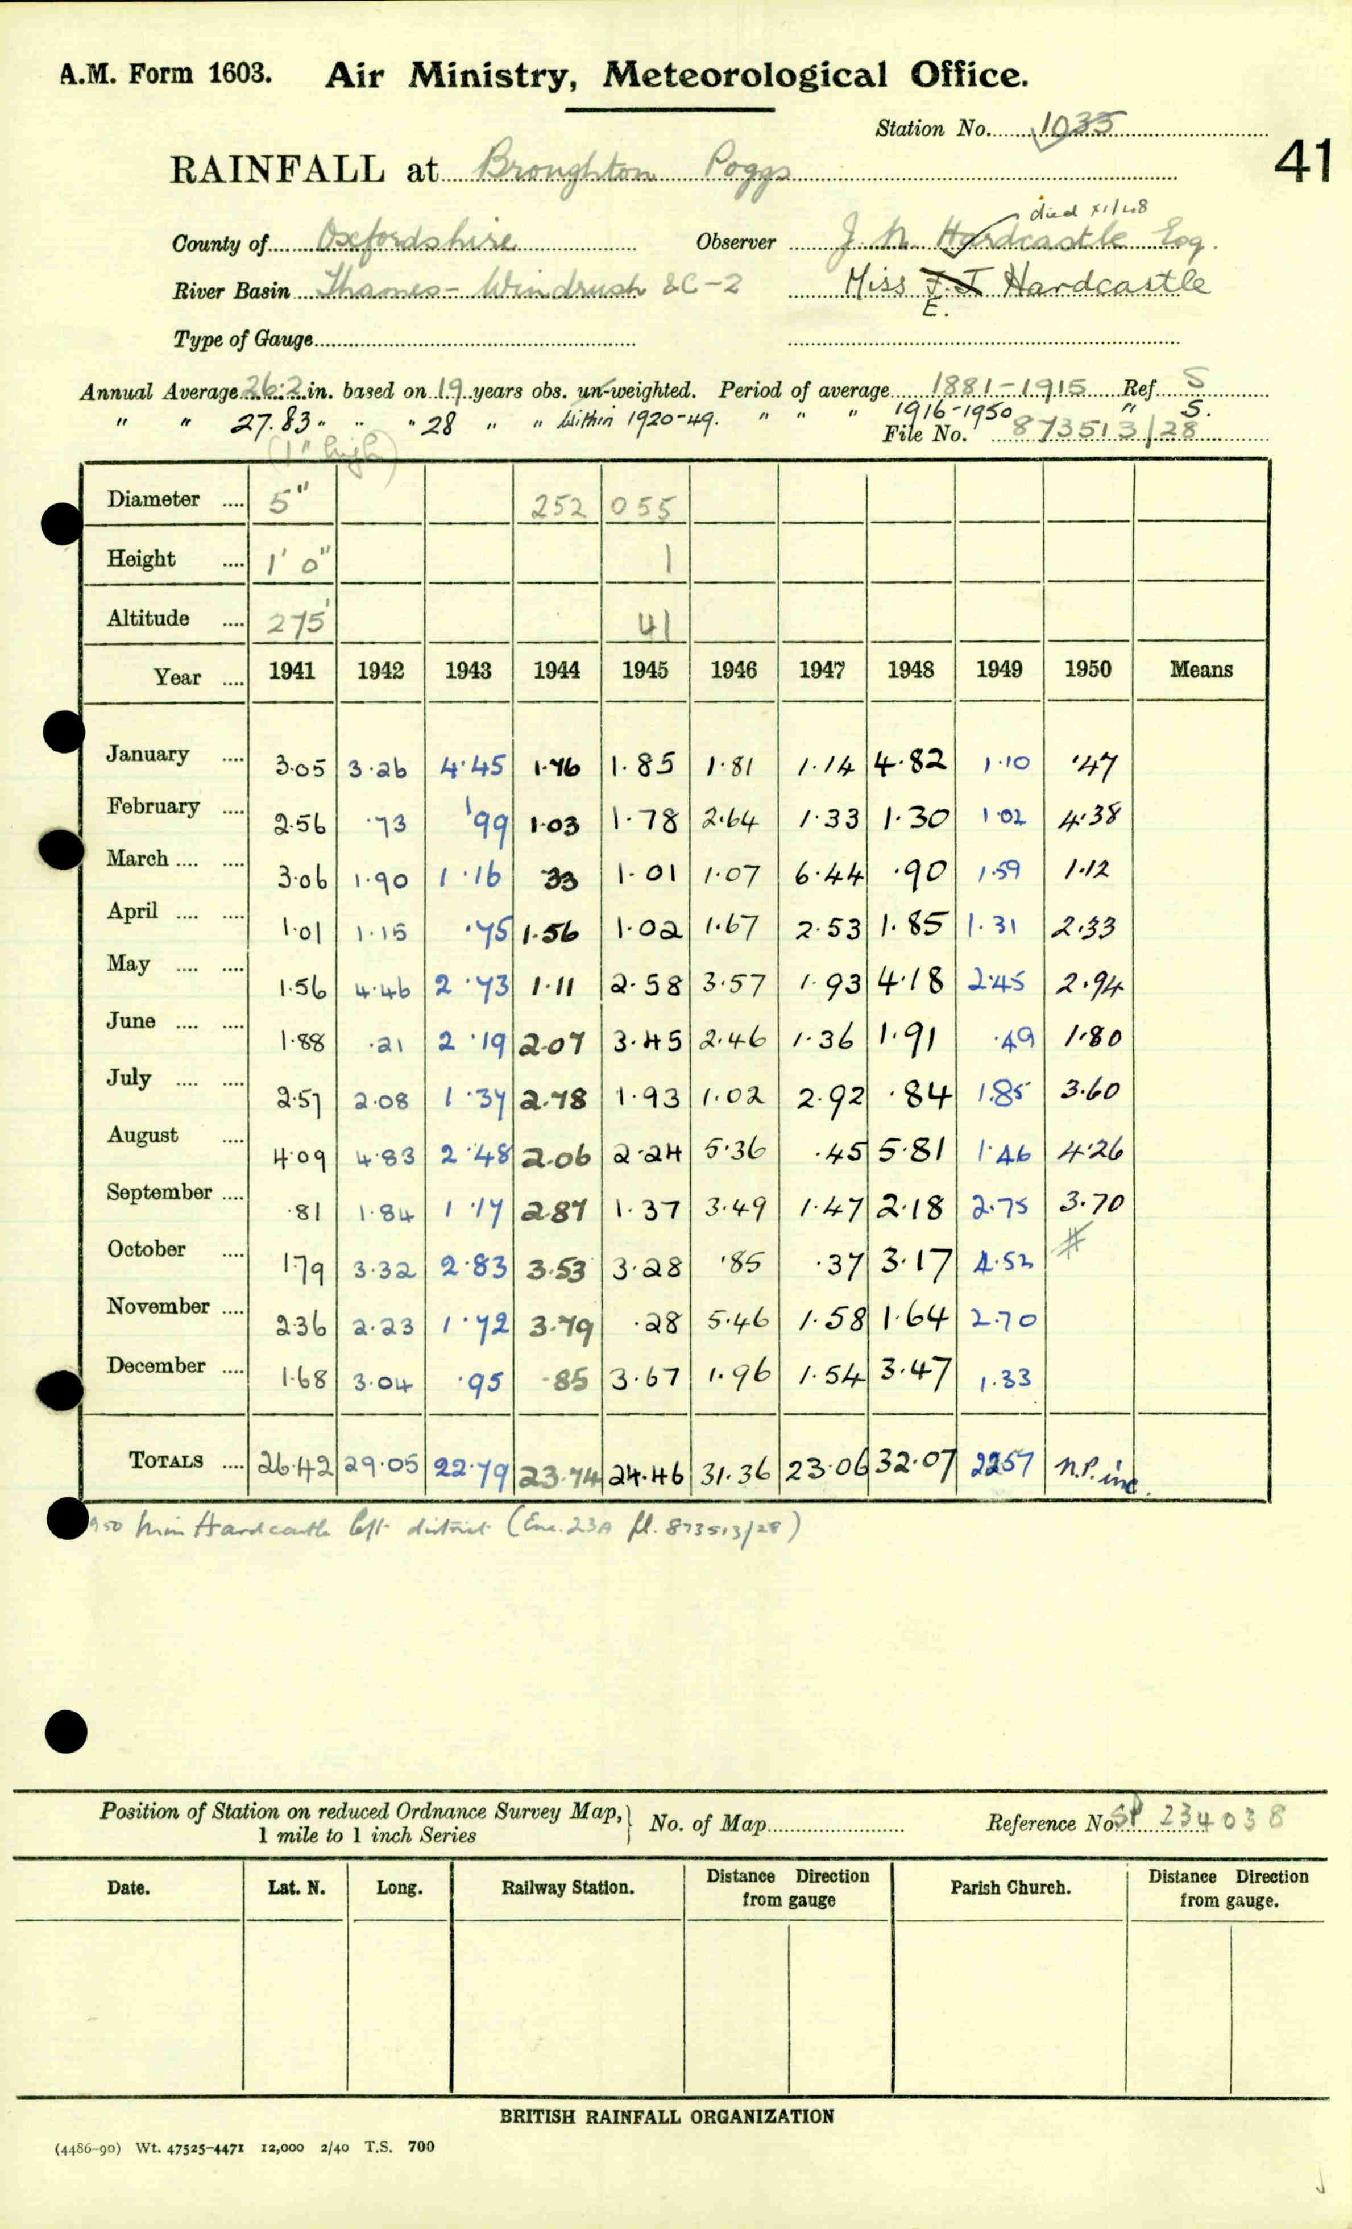 A.M. Form 1603. Air Ministry, Meteorological Office.
Station No. 1035
41
RAINFALL at Broughton Poggs
died XI/48
County of Oxfordshire Observer J. N. Hardcastle Esq.
River Basin Thames - Windrush &C-2 Miss F.J Hardcastle
E.
Type of Gauge
Annual Average 26.2 in. based on 19 years obs. un-weighted. Period of average 1881-1915 Ref S
" " 27.83 " " " 28 " " Within 1920-49. " " " 1916-1950 " S.
(1" high) File No. 873513/28
Diameter .... 5" 252 055
Height .... 1' 0" 1
Altitude .... 275' 41
Year .... 1941 1942 1943 1944 1945 1946 1947 1948 1949 1950 Means
January .... 3.05 3.26 4.45 1.76 1.85 1.81 1.14 4.82 1.10 .47
February .... 2.56 .73 .99 1.03 1.78 2.64 1.33 1.30 1.02 4.38
March .... .... 3.06 1.90 1.16 33 1.01 1.07 6.44 .90 1.59 1.12
April .... .... 1.01 1.15 .75 1.56 1.02 1.67 2.53 1.85 1.31 2.33
May .... .... 1.56 4.46 2.73 1.11 2.58 3.57 1.93 4.18 2.45 2.94
June .... .... 1.88 .21 2.19 2.07 3.45 2.46 1.36 1.91 .49 1.80
July .... .... 2.57 2.08 1.37 2.78 1.93 1.02 2.92 .84 1.85 3.60
August .... 4.09 4.83 2.48 2.06 2.24 5.36 .45 5.81 1.46 4.26
September .... .81 1.84 1.17 2.87 1.37 3.49 1.47 2.18 2.75 3.70
October .... 1.79 3.32 2.83 3.53 3.28 .85 .37 3.17 4.52 #
November .... 2.36 2.23 1.72 3.79 .28 5.46 1.58 1.64 2.70
December .... 1.68 3.04 .95 .85 3.67 1.96 1.54 3.47 1.33
TOTALS .... 26.42 29.05 22.79 23.74 24.46 31.36 23.06 32.07 22.57 N.P. inc.
950 Miss Hardcastle left district (Enc. 23A fl. 873513/28)
Position of Station on reduced Ordnance Survey Map, } No. of Map Reference No. SP 234038
1 mile to 1 inch Series
Date. Lat. N. Long. Railway Station. Distance Direction from gauge Parish Church. Distance Direction from gauge.
BRITISH RAINFALL ORGANIZATION
(4486-90) Wt. 47525-4471 12,000 2/40 T.S. 700